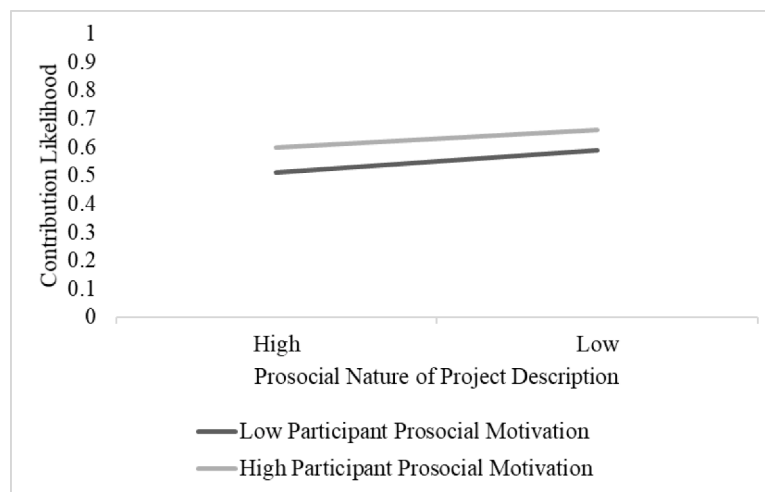 1
0.9
0.8
0.7
0.6
0.5
0.4
0.3
0.2
0.1
0
Contribution Likelihood
High Low
Prosocial Nature of Project Description
Low Participant Prosocial Motivation
High Participant Prosocial Motivation